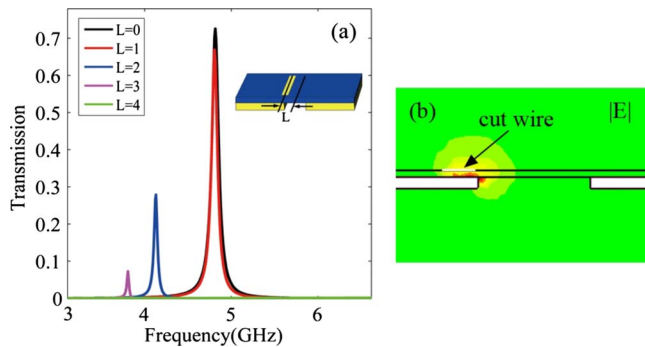 L=0
L=1
L=2
L=3
L=4
(a)
L
0.7
0.6
0.5
0.4
0.3
0.2
0.1
0
Transmission
3
4
5
6
Frequency(GHz)
(b)
|E|
cut wire